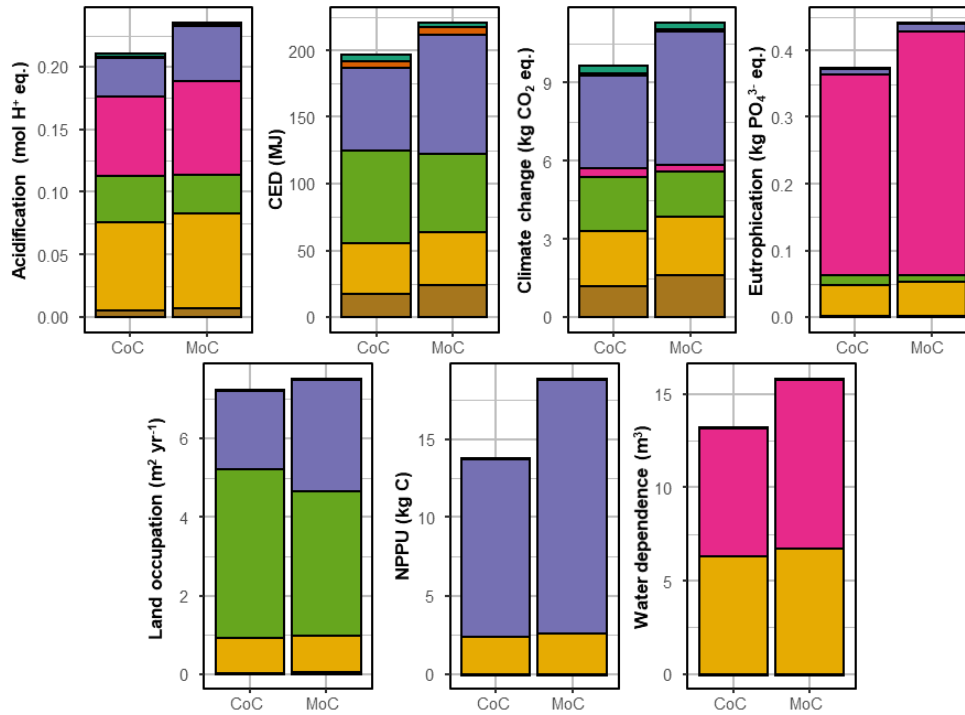 Acidification (mol H⁺ eq.)
0.20
0.15
0.10
0.05
0.00
CoC MoC
CED (MJ)
200
150
100
50
0
CoC MoC
Climate change (kg CO₂ eq.)
9
6
3
0
CoC MoC
Eutrophication (kg PO₄³⁻ eq.)
0.4
0.3
0.2
0.1
0.0
CoC MoC
Land occupation (m² yr⁻¹)
6
4
2
0
CoC MoC
NPPU (kg C)
15
10
5
0
CoC MoC
Water dependence (m³)
15
10
5
0
CoC MoC